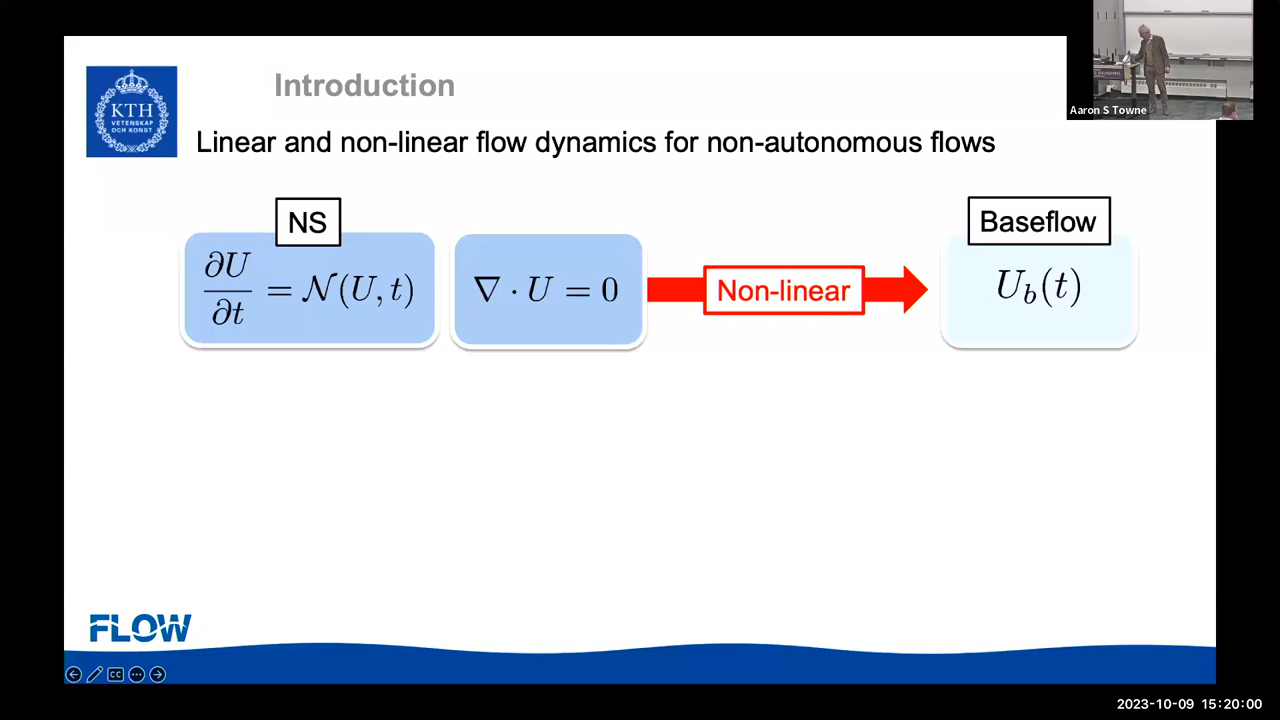 Introduction
KTH
VETENSKAP
OCH KONST
Linear and non-linear flow dynamics for non-autonomous flows
NS
∂U/∂t = 𝒩(U, t)
∇ · U = 0
Non-linear
Baseflow
U_b(t)
FLOW
CC
Aaron S Towne
2023-10-09 15:20:00